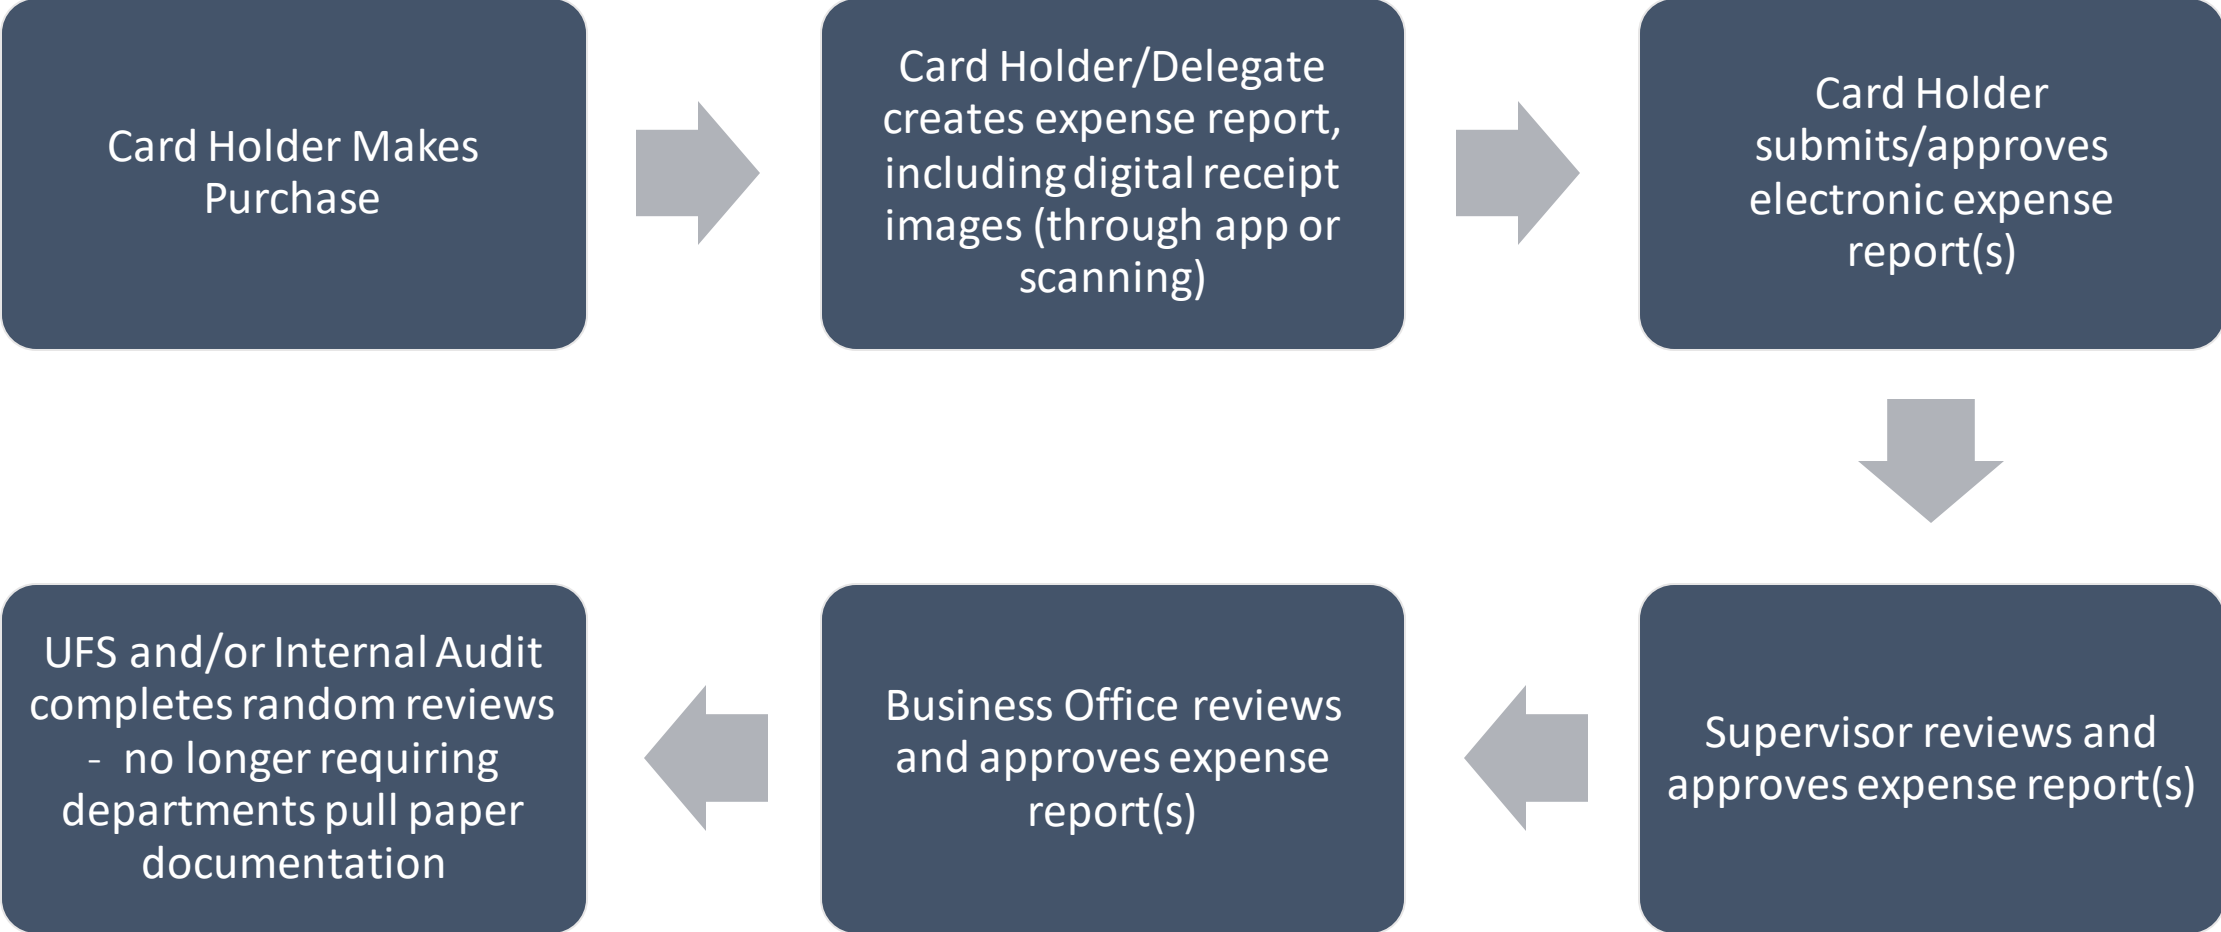 Card Holder Makes
Purchase
Card Holder/Delegate
creates expense report,
including digital receipt
images (through app or
scanning)
Card Holder
submits/approves
electronic expense
report(s)
Supervisor reviews and
approves expense report(s)
Business Office reviews
and approves expense
report(s)
UFS and/or Internal Audit
completes random reviews
- no longer requiring
departments pull paper
documentation